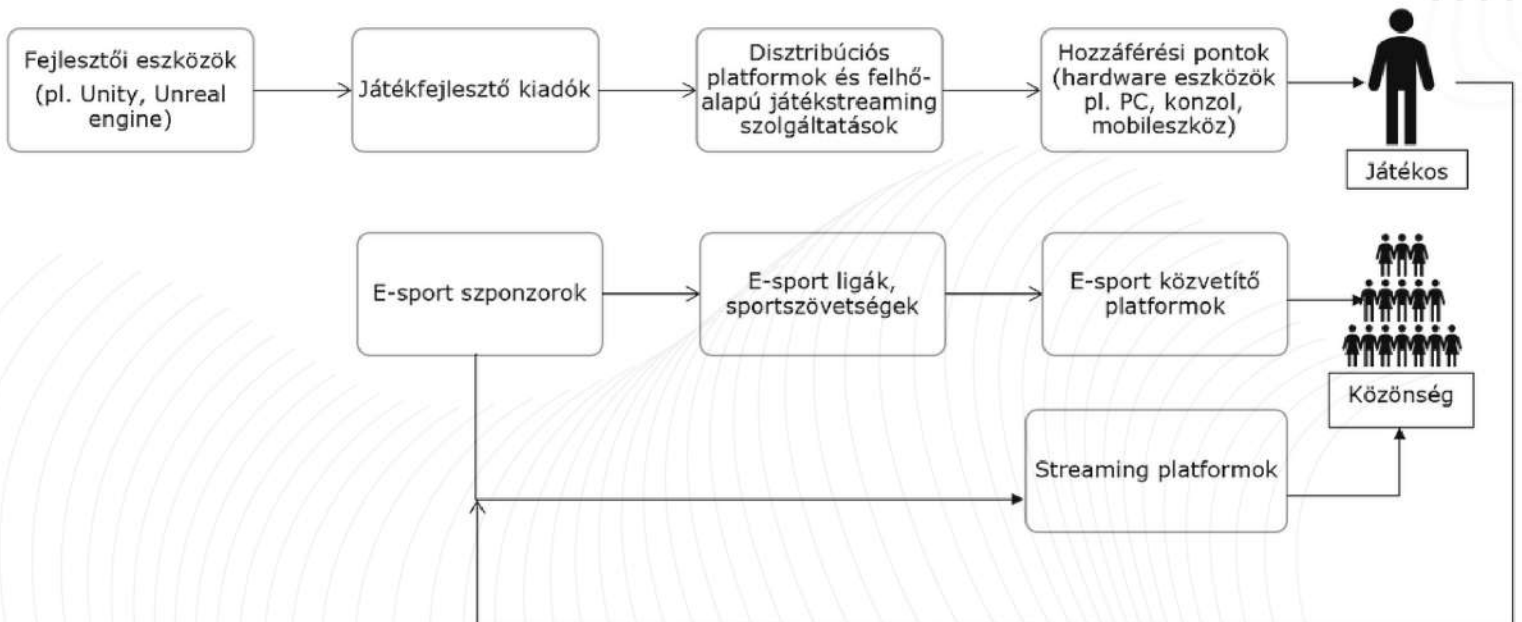 Fejlesztői eszközök
(pl. Unity, Unreal
engine)
Játékfejlesztő kiadók
Disztribúciós
platformok és felhő-
alapú játékstreaming
szolgáltatások
Hozzáférési pontok
(hardware eszközök
pl. PC, konzol,
mobileszköz)
Játékos
E-sport szponzorok
E-sport ligák,
sportszövetségek
E-sport közvetítő
platformok
Közönség
Streaming platformok